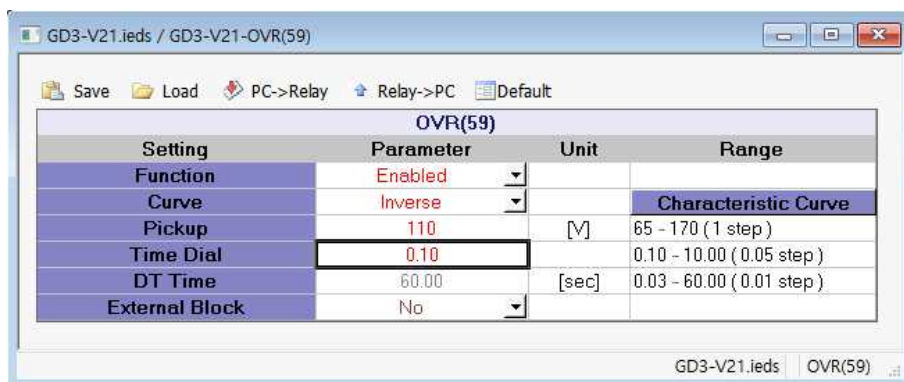 GD3-V21.ieds / GD3-V21-OVR(59)
Save Load PC->Relay Relay->PC Default
OVR(59)
Setting Parameter Unit Range
Function Enabled
Curve Inverse Characteristic Curve
Pickup 110 [V] 65 - 170 ( 1 step )
Time Dial 0.10 0.10 - 10.00 ( 0.05 step )
DT Time 60.00 [sec] 0.03 - 60.00 ( 0.01 step )
External Block No
GD3-V21.ieds OVR(59)